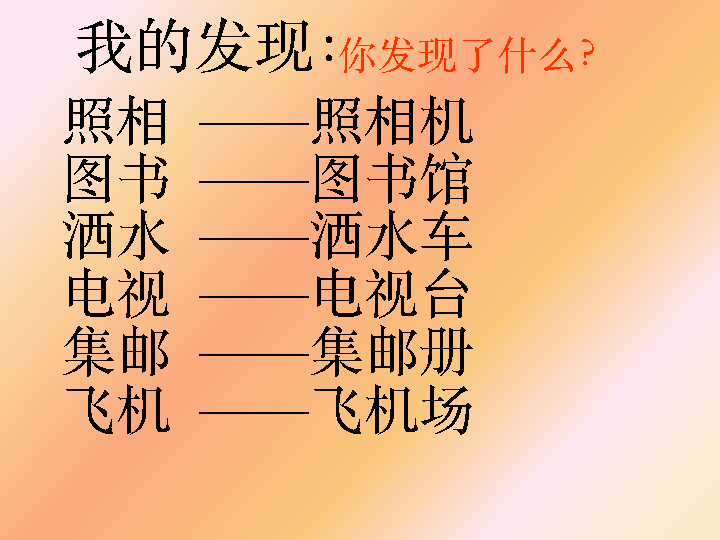 我的发现:你发现了什么?
照相 ——照相机
图书 ——图书馆
洒水 ——洒水车
电视 ——电视台
集邮 ——集邮册
飞机 ——飞机场